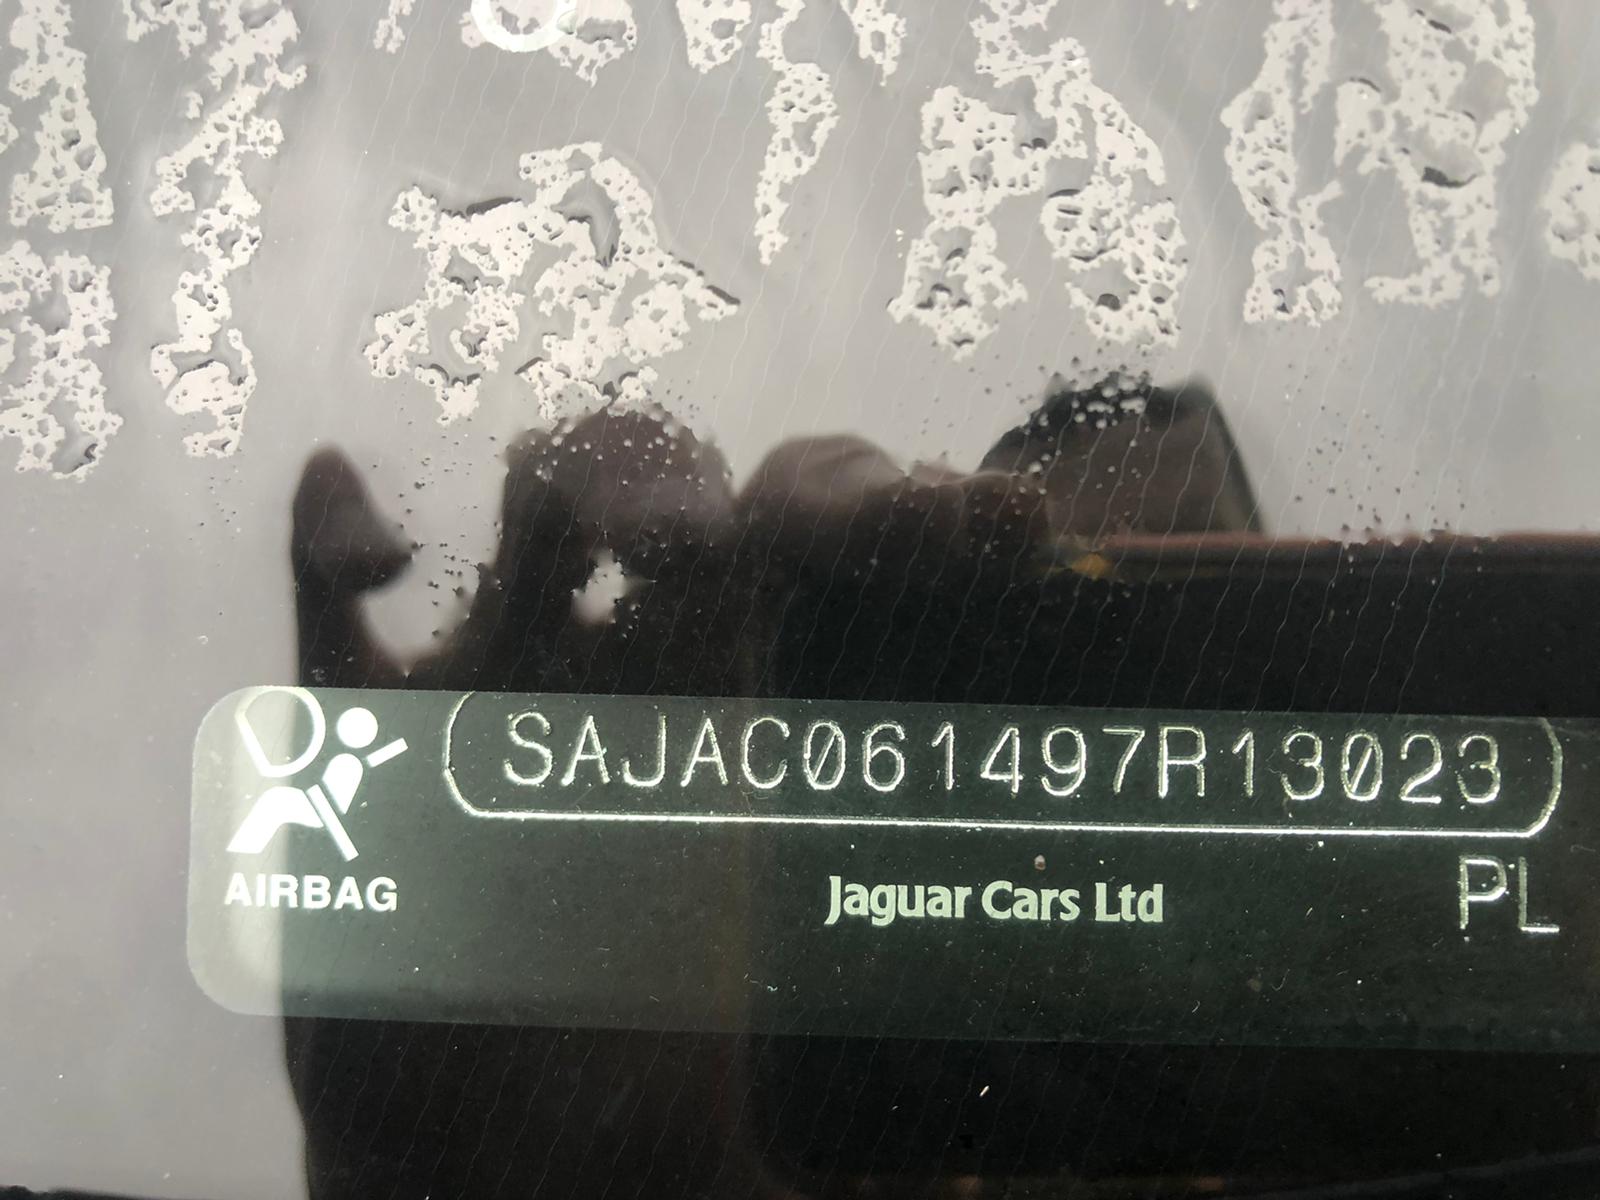 SAJAC061497R13023
AIRBAG
Jaguar Cars Ltd
PL